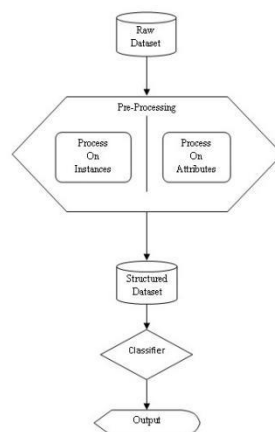 Raw
Dataset
Pre-Processing
Process
On
Instances
Process
On
Attributes
Structured
Dataset
Classifier
Output